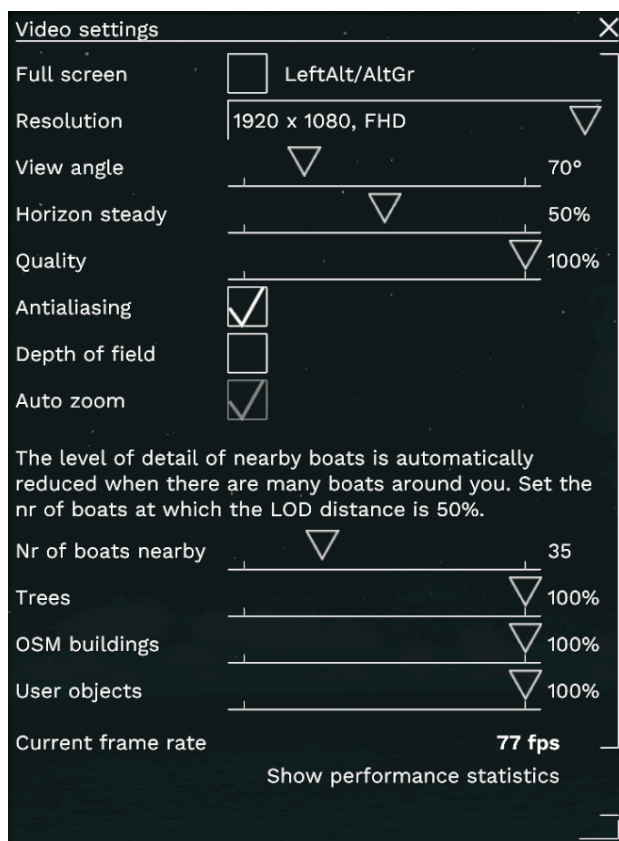 Video settings
Full screen LeftAlt/AltGr
Resolution 1920 x 1080, FHD
View angle 70°
Horizon steady 50%
Quality 100%
Antialiasing
Depth of field
Auto zoom
The level of detail of nearby boats is automatically
reduced when there are many boats around you. Set the
nr of boats at which the LOD distance is 50%.
Nr of boats nearby 35
Trees 100%
OSM buildings 100%
User objects 100%
Current frame rate 77 fps
Show performance statistics